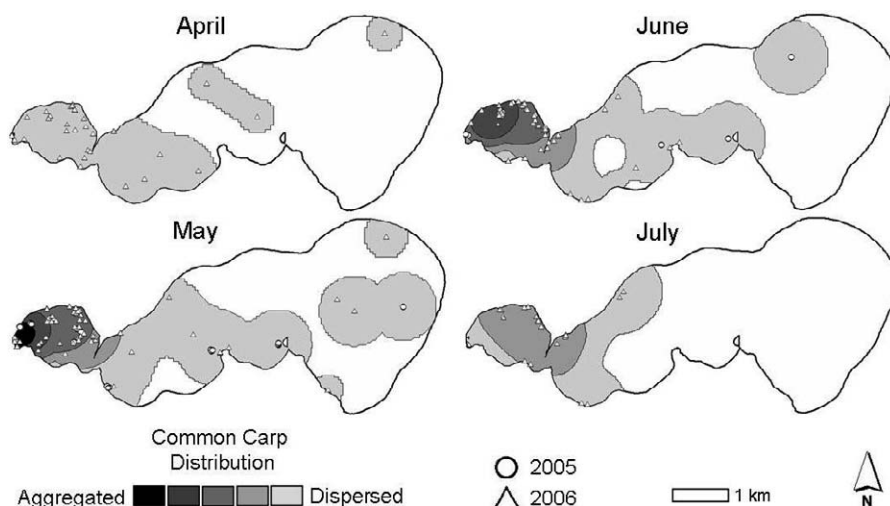 April
June
May
July
Common Carp
Distribution
Aggregated
Dispersed
2005
2006
1 km
N